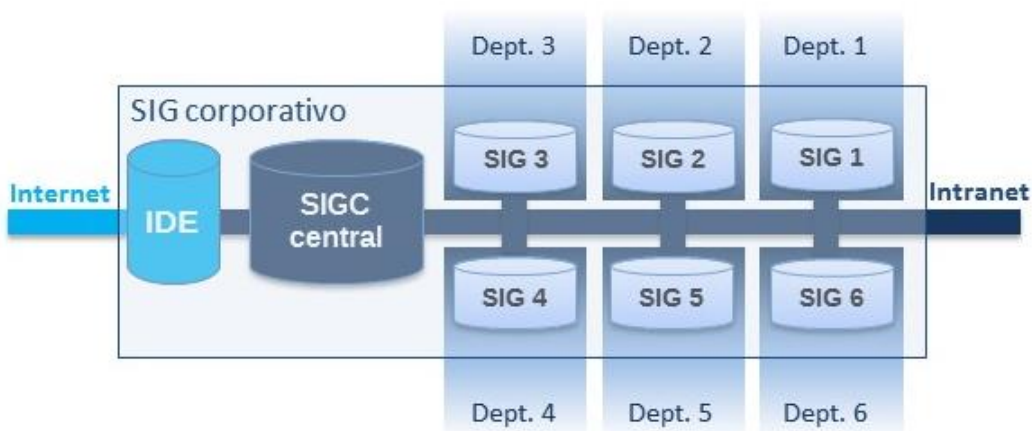 Dept. 3
Dept. 2
Dept. 1
SIG corporativo
SIG 3
SIG 2
SIG 1
Internet
IDE
SIGC
central
Intranet
SIG 4
SIG 5
SIG 6
Dept. 4
Dept. 5
Dept. 6